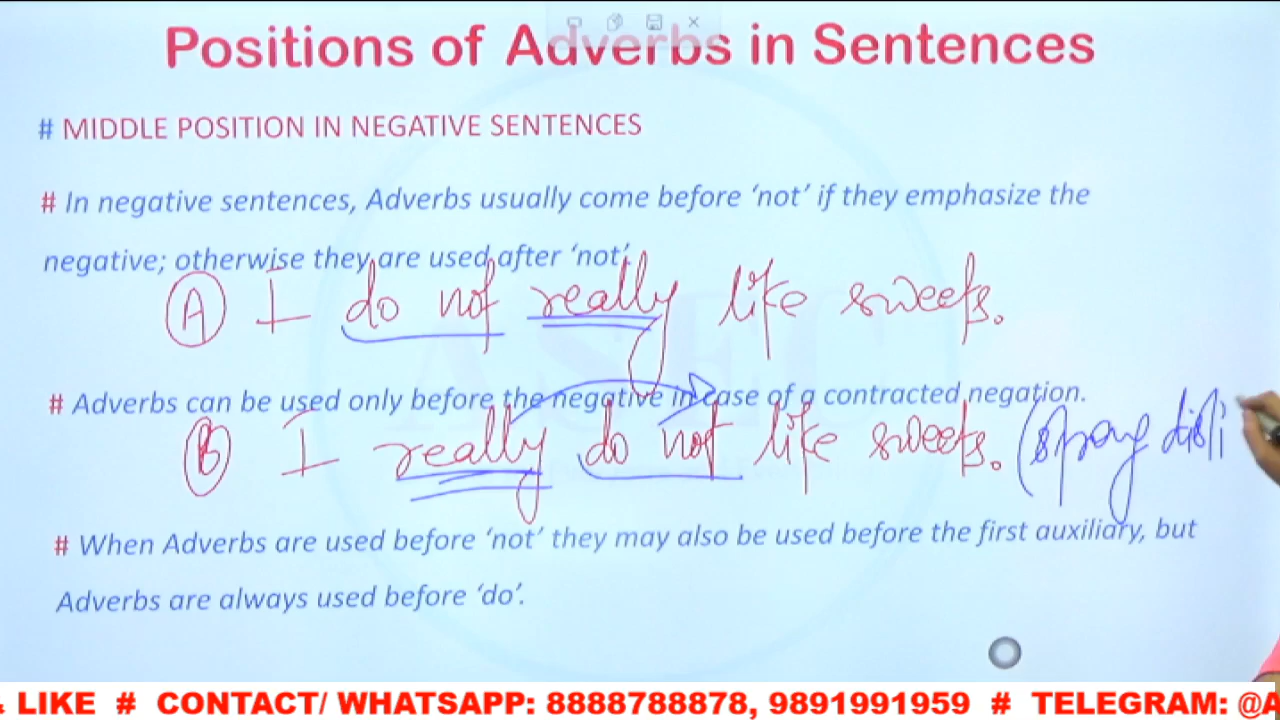 Positions of Adverbs in Sentences
# MIDDLE POSITION IN NEGATIVE SENTENCES
# In negative sentences, Adverbs usually come before ‘not’ if they emphasize the
negative; otherwise they are used after ‘not’.
A I do not really like sweets.
# Adverbs can be used only before the negative in case of a contracted negation.
B I really do not like sweets. (strong disli
# When Adverbs are used before ‘not’ they may also be used before the first auxiliary, but
Adverbs are always used before ‘do’.
& LIKE # CONTACT/ WHATSAPP: 8888788878, 9891991959 # TELEGRAM: @A